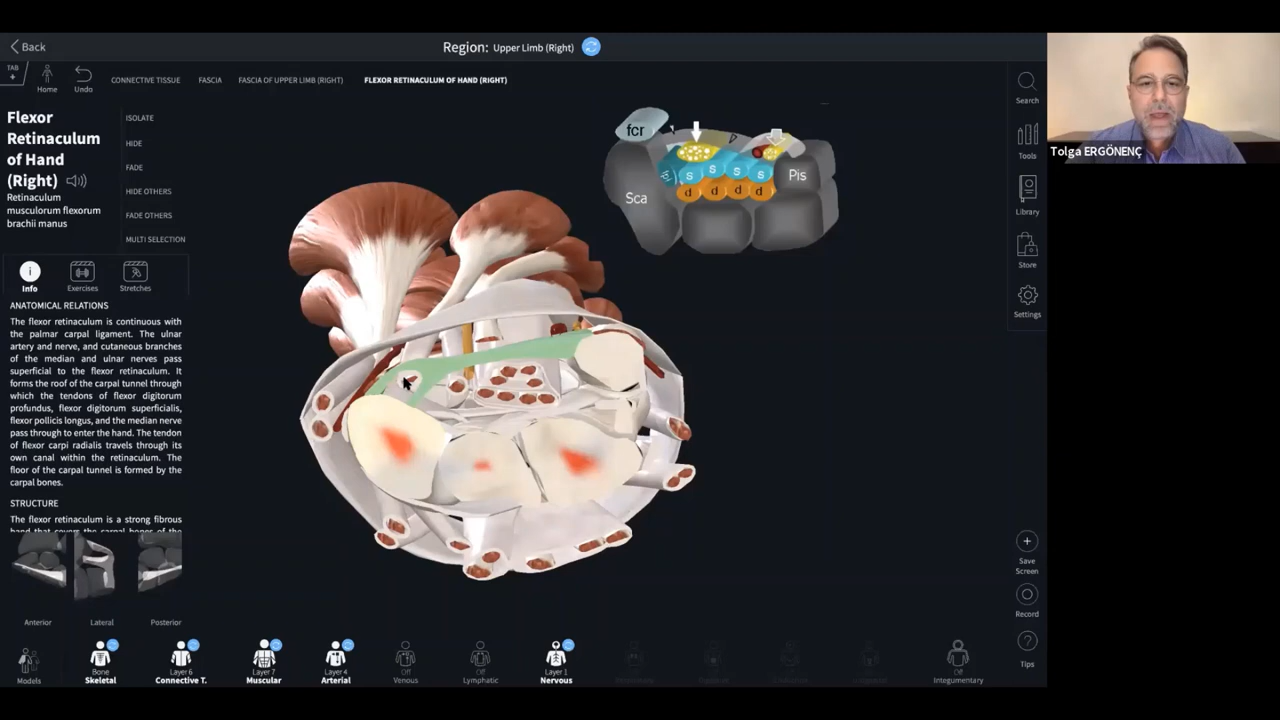 Back
Region: Upper Limb (Right)
TAB
+
Home
Undo
CONNECTIVE TISSUE
FASCIA
FASCIA OF UPPER LIMB (RIGHT)
FLEXOR RETINACULUM OF HAND (RIGHT)
Flexor
Retinaculum
of Hand
(Right)
Retinaculum
musculorum flexorum
brachii manus
ISOLATE
HIDE
FADE
HIDE OTHERS
FADE OTHERS
MULTI SELECTION
Info
Exercises
Stretches
ANATOMICAL RELATIONS
The flexor retinaculum is continuous with
the palmar carpal ligament. The ulnar
artery and nerve, and cutaneous branches
of the median and ulnar nerves pass
superficial to the flexor retinaculum. It
forms the roof of the carpal tunnel through
which the tendons of flexor digitorum
profundus, flexor digitorum superficialis,
flexor pollicis longus, and the median nerve
pass through to enter the hand. The tendon
of flexor carpi radialis travels through its
own canal within the retinaculum. The
floor of the carpal tunnel is formed by the
carpal bones.
STRUCTURE
The flexor retinaculum is a strong fibrous
hand that covers the carpal bones of the
Anterior
Lateral
Posterior
fcr
s s s s
d d d d
Sca
Pis
Search
Tools
Library
Store
Settings
Save
Screen
Record
Tips
Models
Bone
Skeletal
Layer 6
Connective T.
Layer 7
Muscular
Layer 4
Arterial
Off
Venous
Off
Lymphatic
Layer 1
Nervous
Off
Integumentary
Tolga ERGÖNENÇ